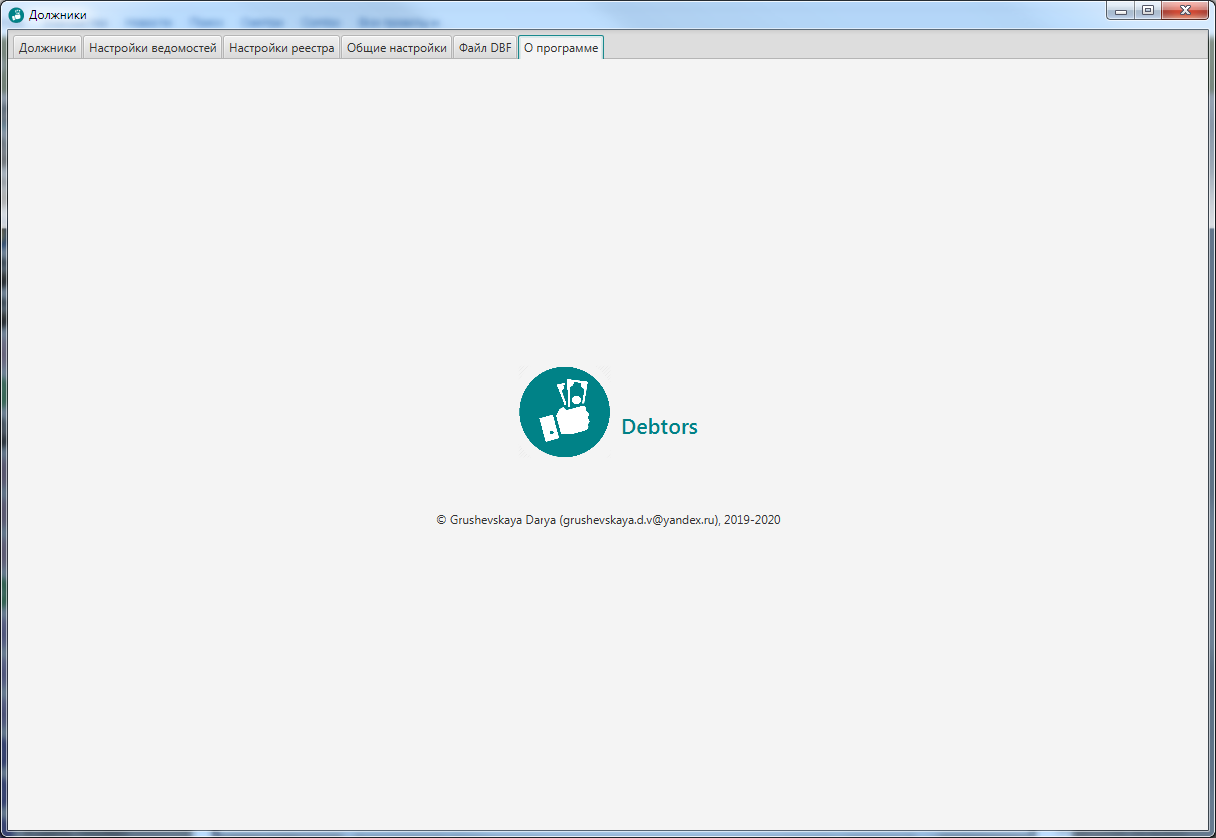 Должники
Должники Настройки ведомостей Настройки реестра Общие настройки Файл DBF О программе
Debtors
© Grushevskaya Darya (grushevskaya.d.v@yandex.ru), 2019-2020